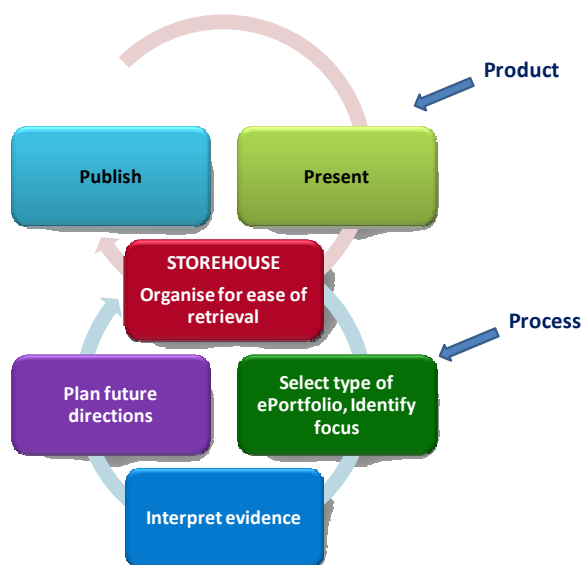 Product
Publish
Present
STOREHOUSE
Organise for ease of
retrieval
Process
Plan future
directions
Select type of
ePortfolio, Identify
focus
Interpret evidence